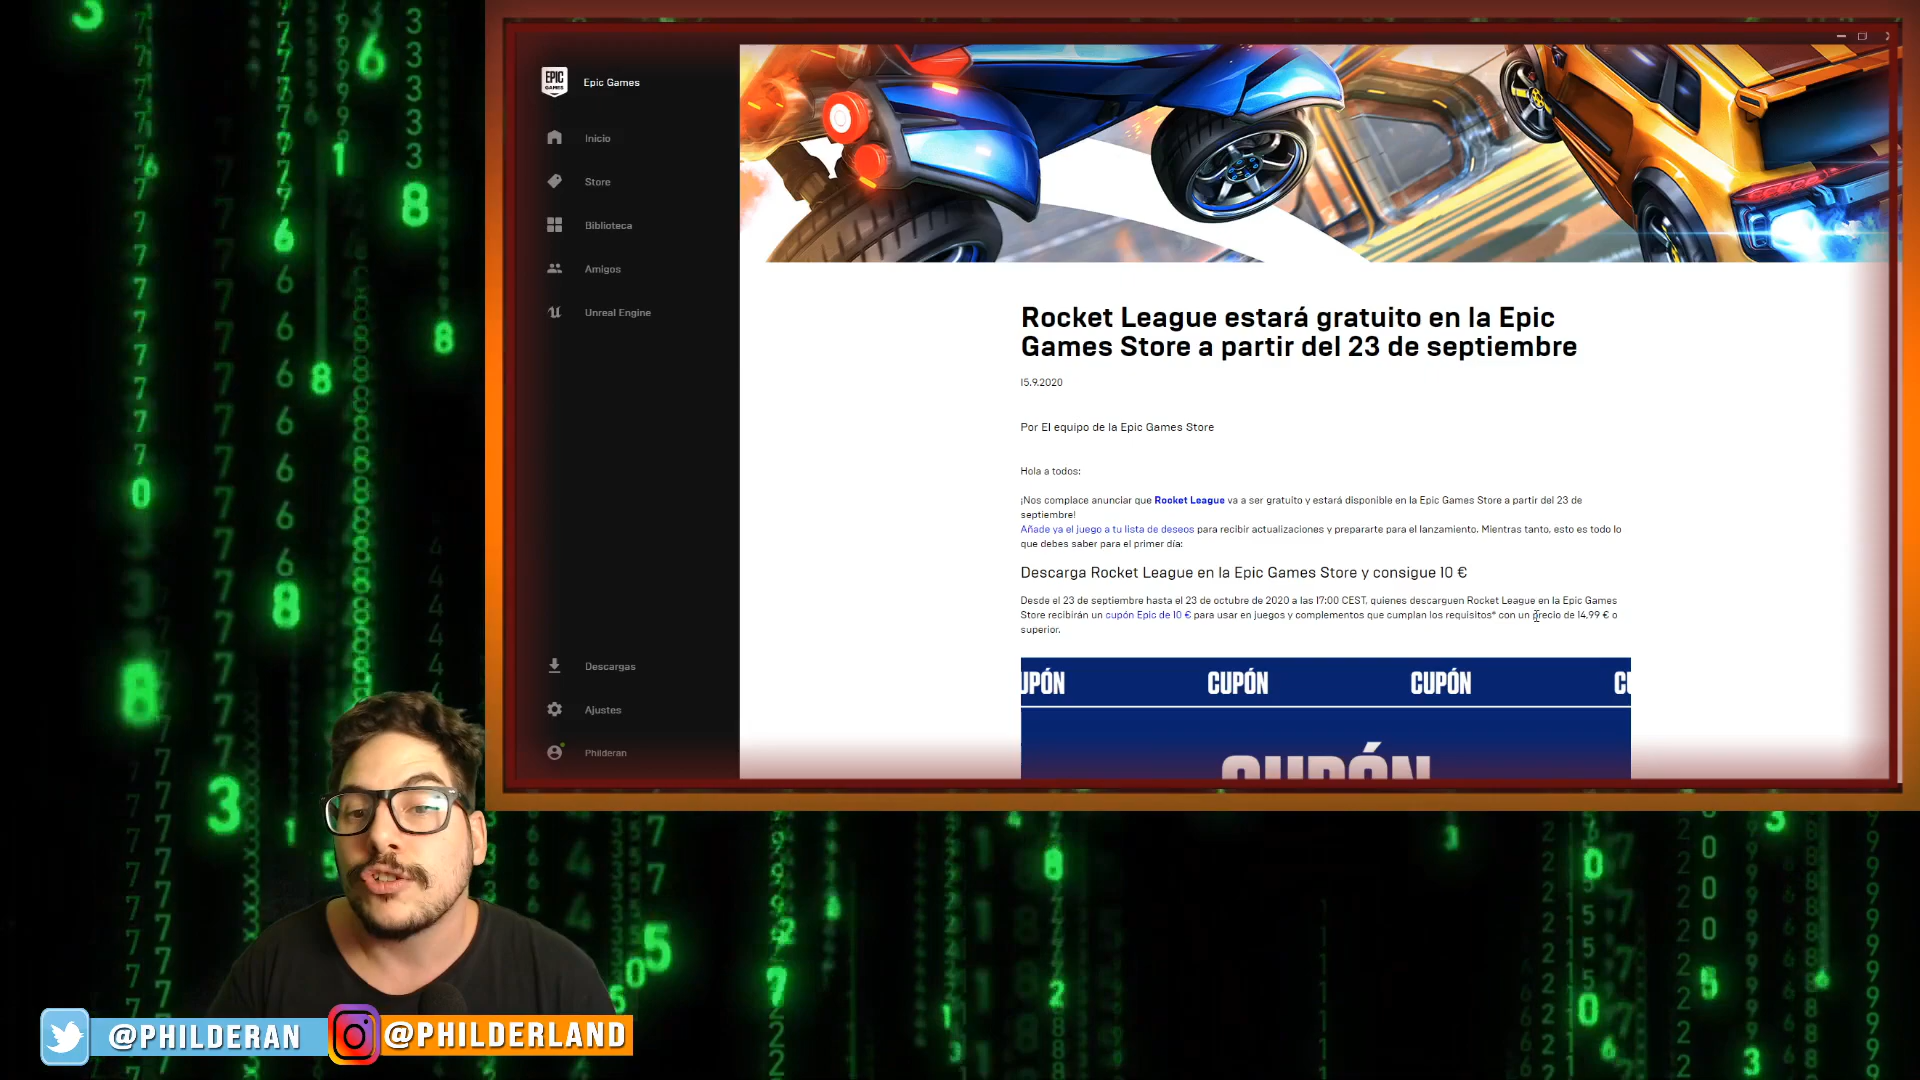 EPIC
GAMES
Epic Games
Inicio
Store
Biblioteca
Amigos
Unreal Engine
Descargas
Ajustes
Philderan
Rocket League estará gratuito en la Epic
Games Store a partir del 23 de septiembre
15.9.2020
Por El equipo de la Epic Games Store
Hola a todos:
¡Nos complace anunciar que Rocket League va a ser gratuito y estará disponible en la Epic Games Store a partir del 23 de
septiembre!
Añade ya el juego a tu lista de deseos para recibir actualizaciones y prepararte para el lanzamiento. Mientras tanto, esto es todo lo
que debes saber para el primer día:
Descarga Rocket League en la Epic Games Store y consigue 10 €
Desde el 23 de septiembre hasta el 23 de octubre de 2020 a las 17:00 CEST, quienes descarguen Rocket League en la Epic Games
Store recibirán un cupón Epic de 10 € para usar en juegos y complementos que cumplan los requisitos* con un precio de 14,99 € o
superior.
UPÓN CUPÓN CUPÓN CU
CUPÓN
@PHILDERAN @PHILDERLAND